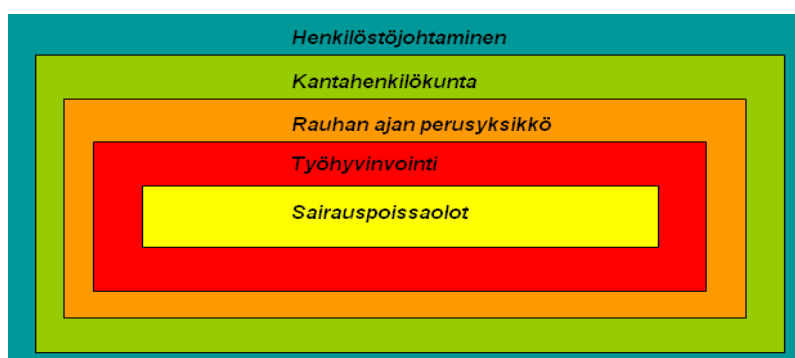 Henkilöstöjohtaminen
Kantahenkilökunta
Rauhan ajan perusyksikkö
Työhyvinvointi
Sairauspoissaolot